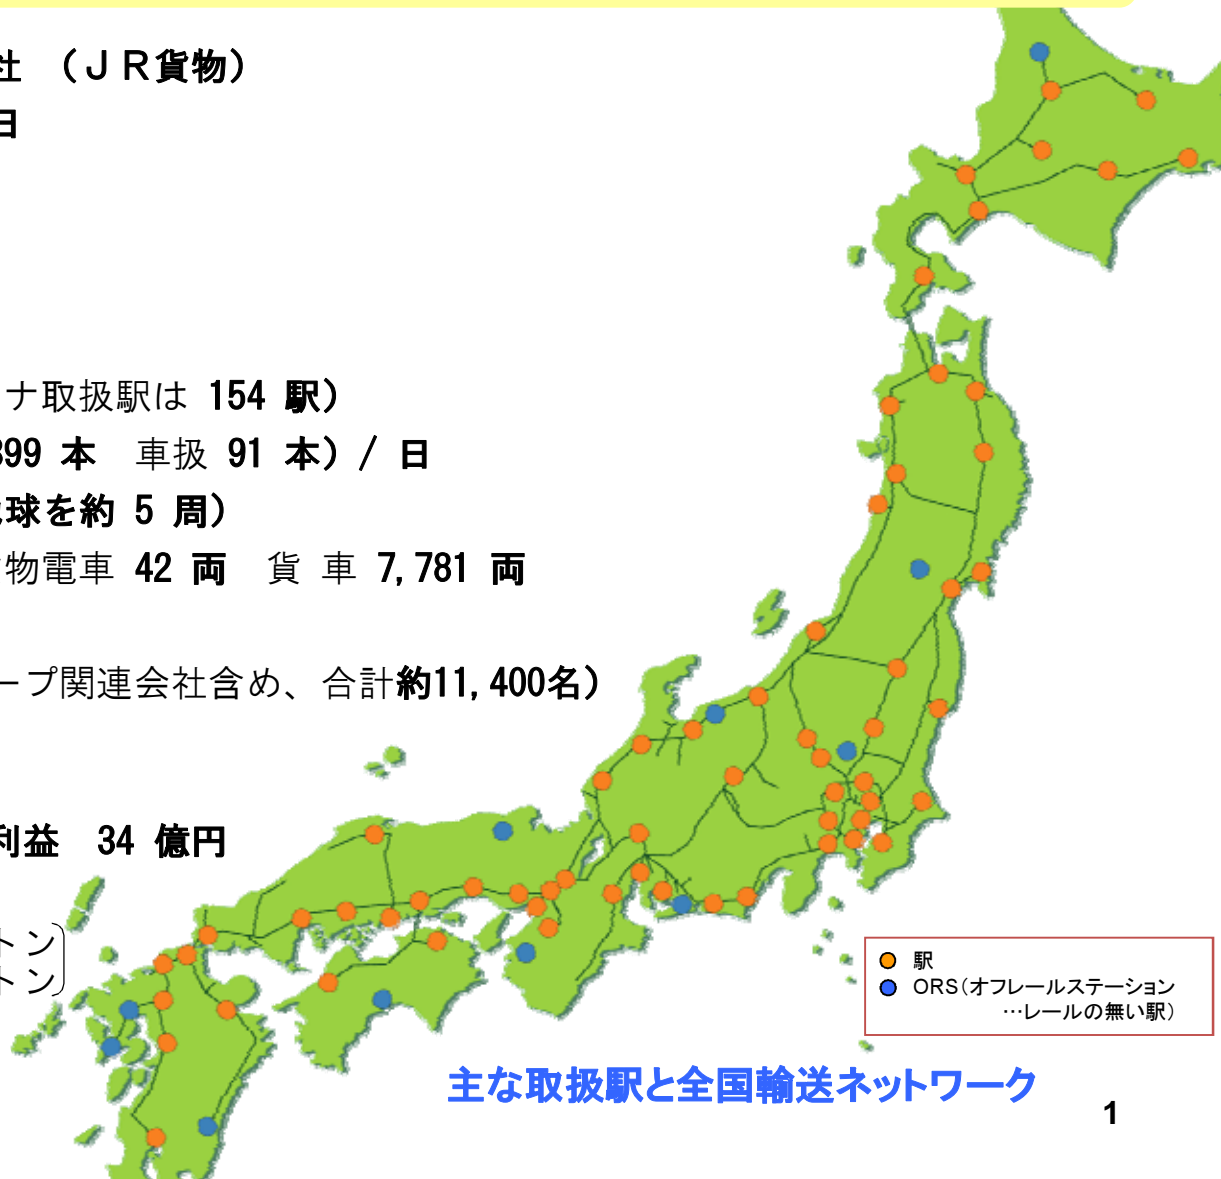 社 （ＪＲ貨物）
日
ナ取扱駅は 154 駅）
899 本 車扱 91 本）/ 日
球を約 5 周）
物電車 42 両 貨 車 7,781 両
ープ関連会社含め、合計約11,400名）
利益 34 億円
トン
トン
駅
ORS（オフレールステーション
…レールの無い駅）
主な取扱駅と全国輸送ネットワーク
1